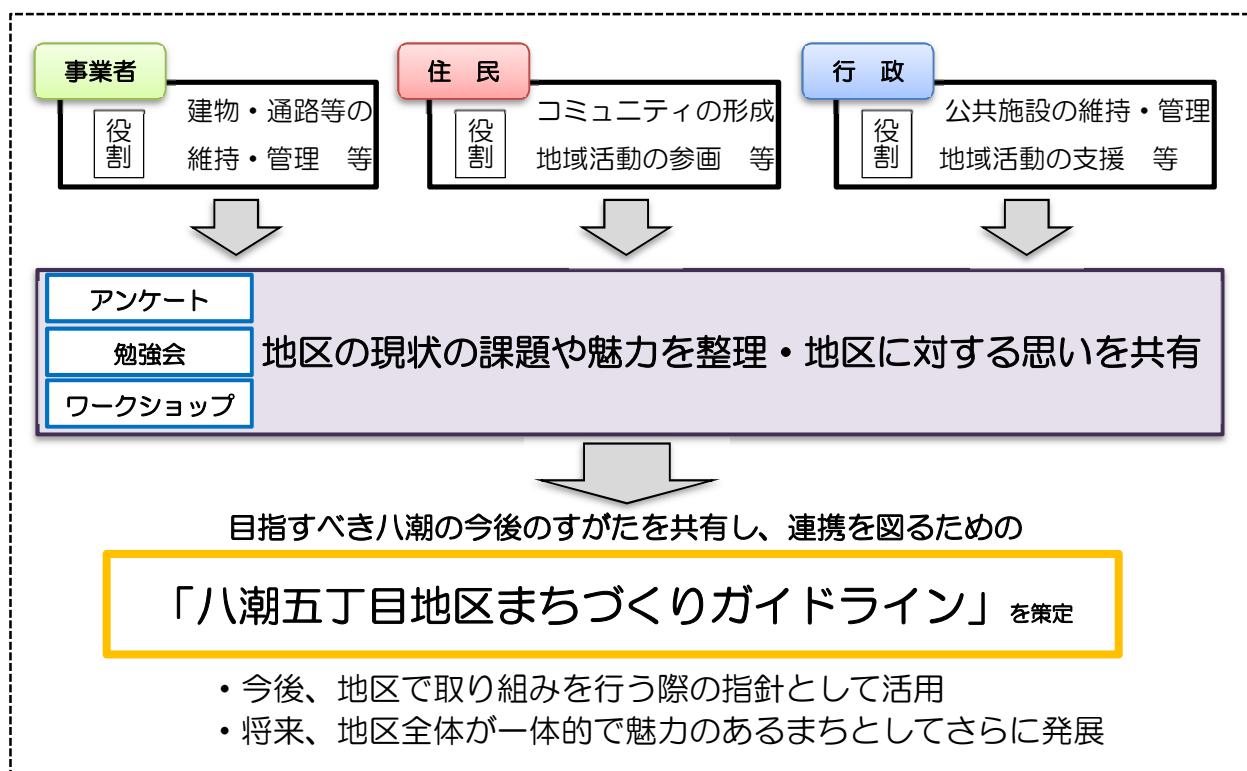 事業者
役割
建物・通路等の
維持・管理　等
住　民
役割
コミュニティの形成
地域活動の参画　等
行　政
役割
公共施設の維持・管理
地域活動の支援　等
アンケート
勉強会
ワークショップ
地区の現状の課題や魅力を整理・地区に対する思いを共有
目指すべき八潮の今後のすがたを共有し、連携を図るための
「八潮五丁目地区まちづくりガイドライン」を策定
・今後、地区で取り組みを行う際の指針として活用
・将来、地区全体が一体的で魅力のあるまちとしてさらに発展